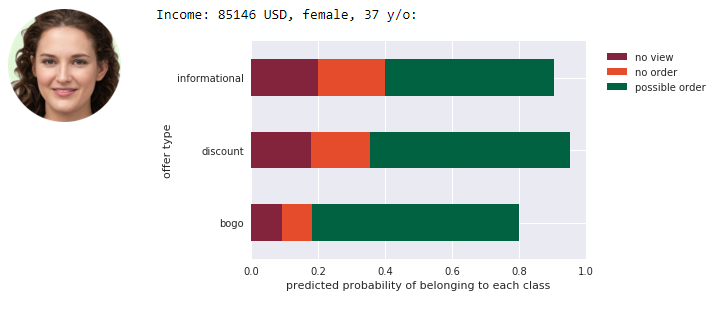 Income: 85146 USD, female, 37 y/o:
informational
discount
bogo
offer type
0.0 0.2 0.4 0.6 0.8 1.0
predicted probability of belonging to each class
no view
no order
possible order